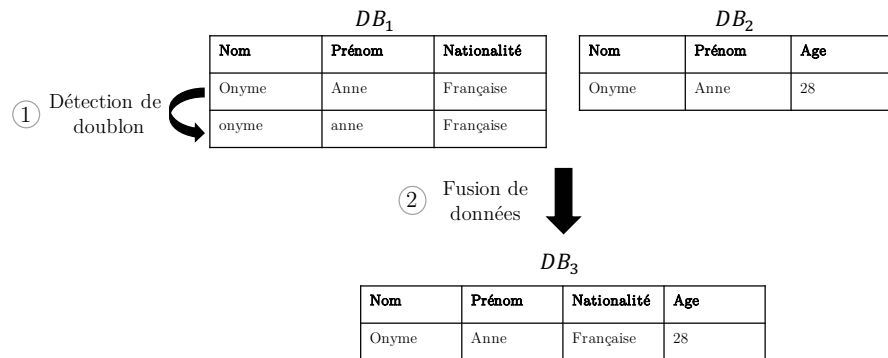 DB₁
Nom Prénom Nationalité
Onyme Anne Française
onyme anne Française
1 Détection de
doublon
DB₂
Nom Prénom Age
Onyme Anne 28
2 Fusion de
données
DB₃
Nom Prénom Nationalité Age
Onyme Anne Française 28